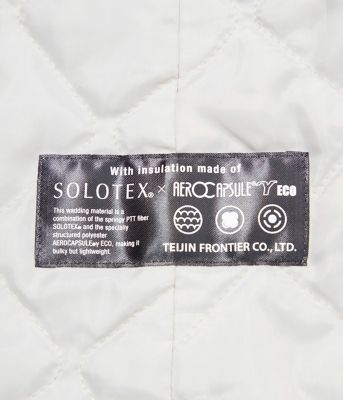 With insulation made of
SOLOTEX® × AEROCAPSULE®Y ECO
This wadding material is a
combination of the springy PTT fiber
SOLOTEX® and the specially
structured polyester
AEROCAPSULE®Y ECO, making it
bulky but lightweight.
TEIJIN FRONTIER CO., LTD.